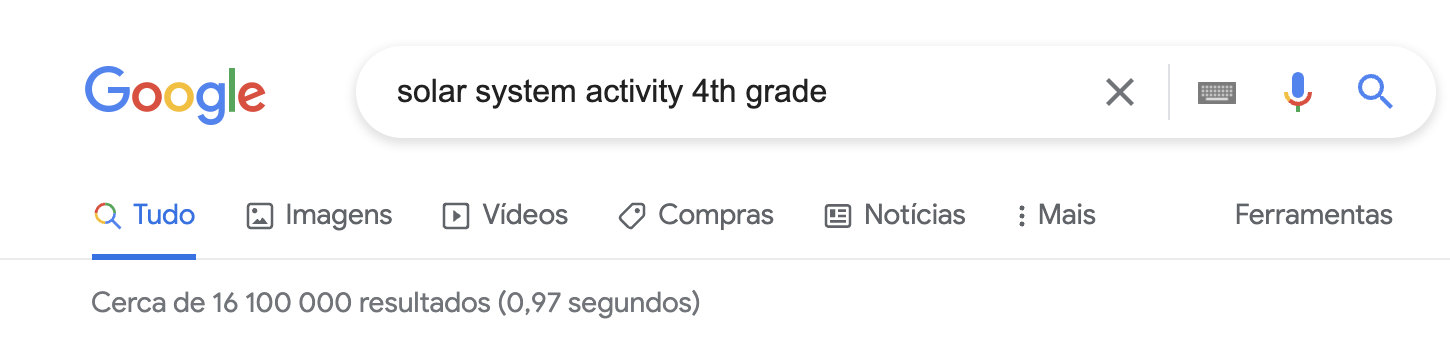 Google solar system activity 4th grade
Tudo Imagens Vídeos Compras Notícias Mais Ferramentas
Cerca de 16 100 000 resultados (0,97 segundos)